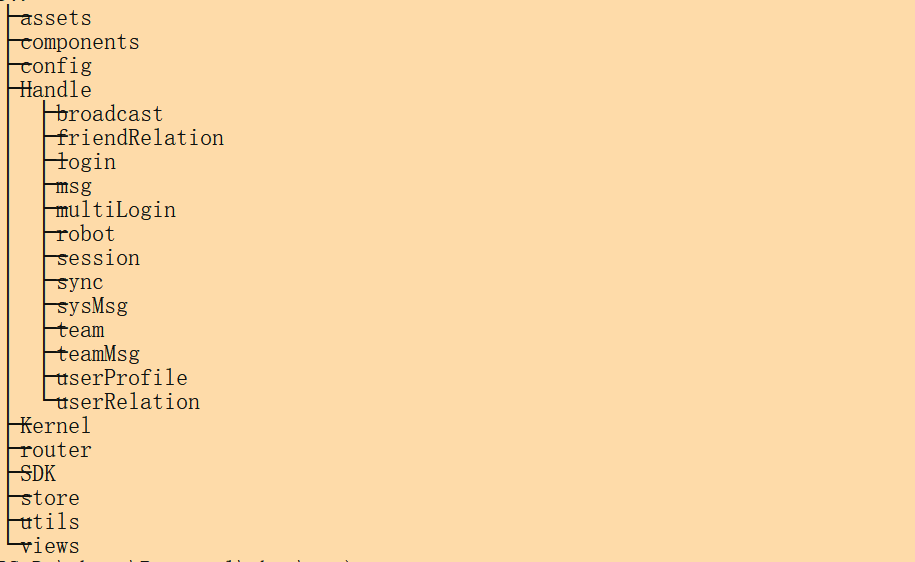 assets
components
config
Handle
broadcast
friendRelation
login
msg
multiLogin
robot
session
sync
sysMsg
team
teamMsg
userProfile
userRelation
Kernel
router
SDK
store
utils
views